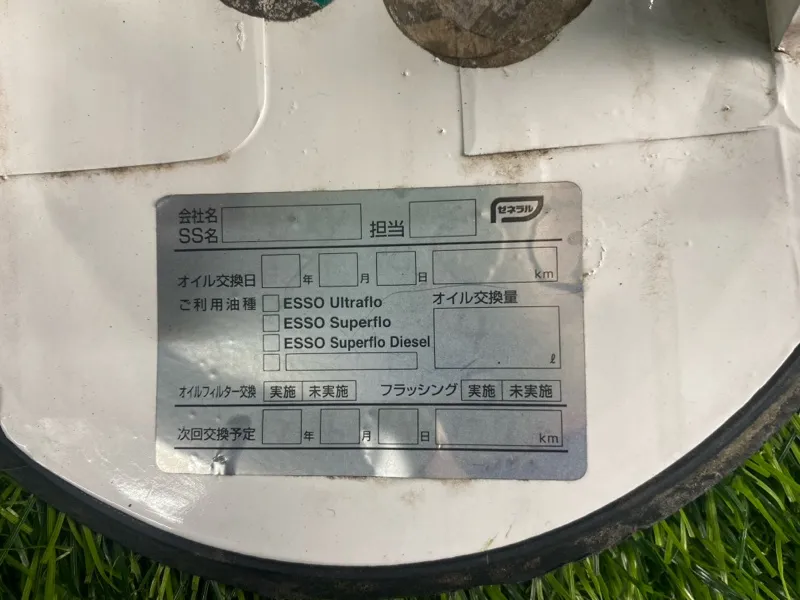 会社名
SS名
担当
ゼネラル
オイル交換日 年 月 日 km
ご利用油種 ESSO Ultraflo
ESSO Superflo
ESSO Superflo Diesel
オイル交換量
ℓ
オイルフィルター交換 実施 未実施 フラッシング 実施 未実施
次回交換予定 年 月 日 km